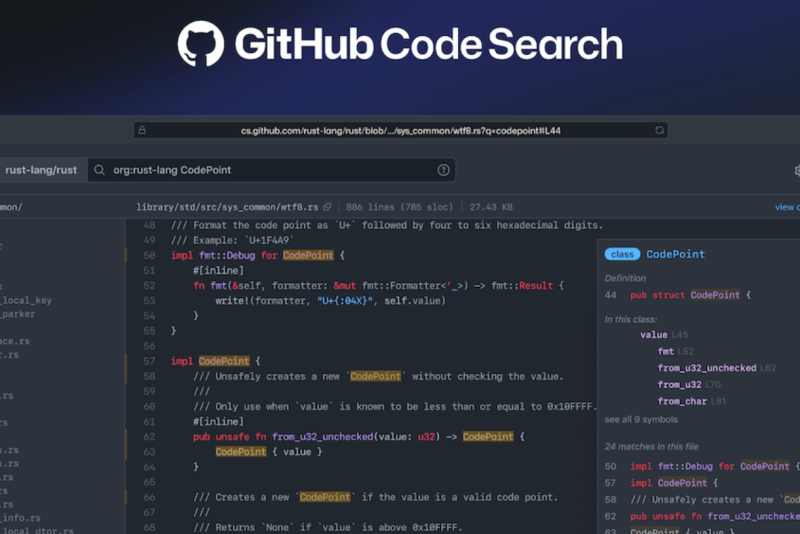 GitHub Code Search
cs.github.com/rust-lang/rust/blob/.../sys_common/wtf8.rs?q=codepoint#L44
rust-lang/rust
org:rust-lang CodePoint
mon/
library/std/src/sys_common/wtf8.rs 886 lines (785 sloc) 27.43 KB
view
48 /// Format the code point as `U+` followed by four to six hexadecimal digits.
49 /// Example: `U+1F4A9`
50 impl fmt::Debug for CodePoint {
51 #[inline]
52 fn fmt(&self, formatter: &mut fmt::Formatter<'_>) -> fmt::Result {
53 write!(formatter, "U+{:04X}", self.value)
54 }
55 }
56
57 impl CodePoint {
58 /// Unsafely creates a new `CodePoint` without checking the value.
59 ///
60 /// Only use when `value` is known to be less than or equal to 0x10FFFF.
61 #[inline]
62 pub unsafe fn from_u32_unchecked(value: u32) -> CodePoint {
63 CodePoint { value }
64 }
65
66 /// Creates a new `CodePoint` if the value is a valid code point.
67 ///
68 /// Returns `None` if `value` is above 0x10FFFF.
_local_key
_parker
ace.rs
r.rs
.rs
rs
s.rs
x.rs
.rs
rs
.rs
_info.rs
_local_dtor.rs
class CodePoint
Definition
44 pub struct CodePoint {
In this class:
value L45
fmt L52
from_u32_unchecked L62
from_u32 L70
from_char L81
see all 9 symbols
24 matches in this file
50 impl fmt::Debug for CodePoint {
57 impl CodePoint {
58 /// Unsafely creates a new `Cod
62 pub unsafe fn from_u32_unchecke
63 CodePoint { value }